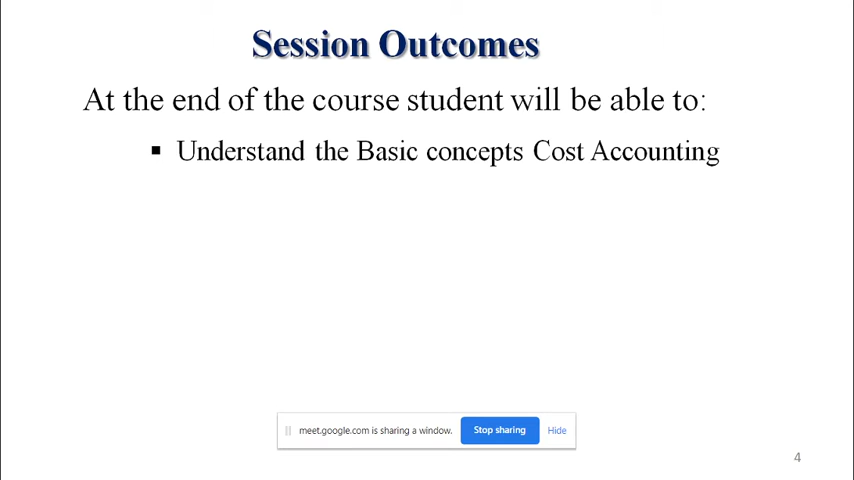 Session Outcomes
At the end of the course student will be able to:
▪ Understand the Basic concepts Cost Accounting
meet.google.com is sharing a window. Stop sharing Hide
4